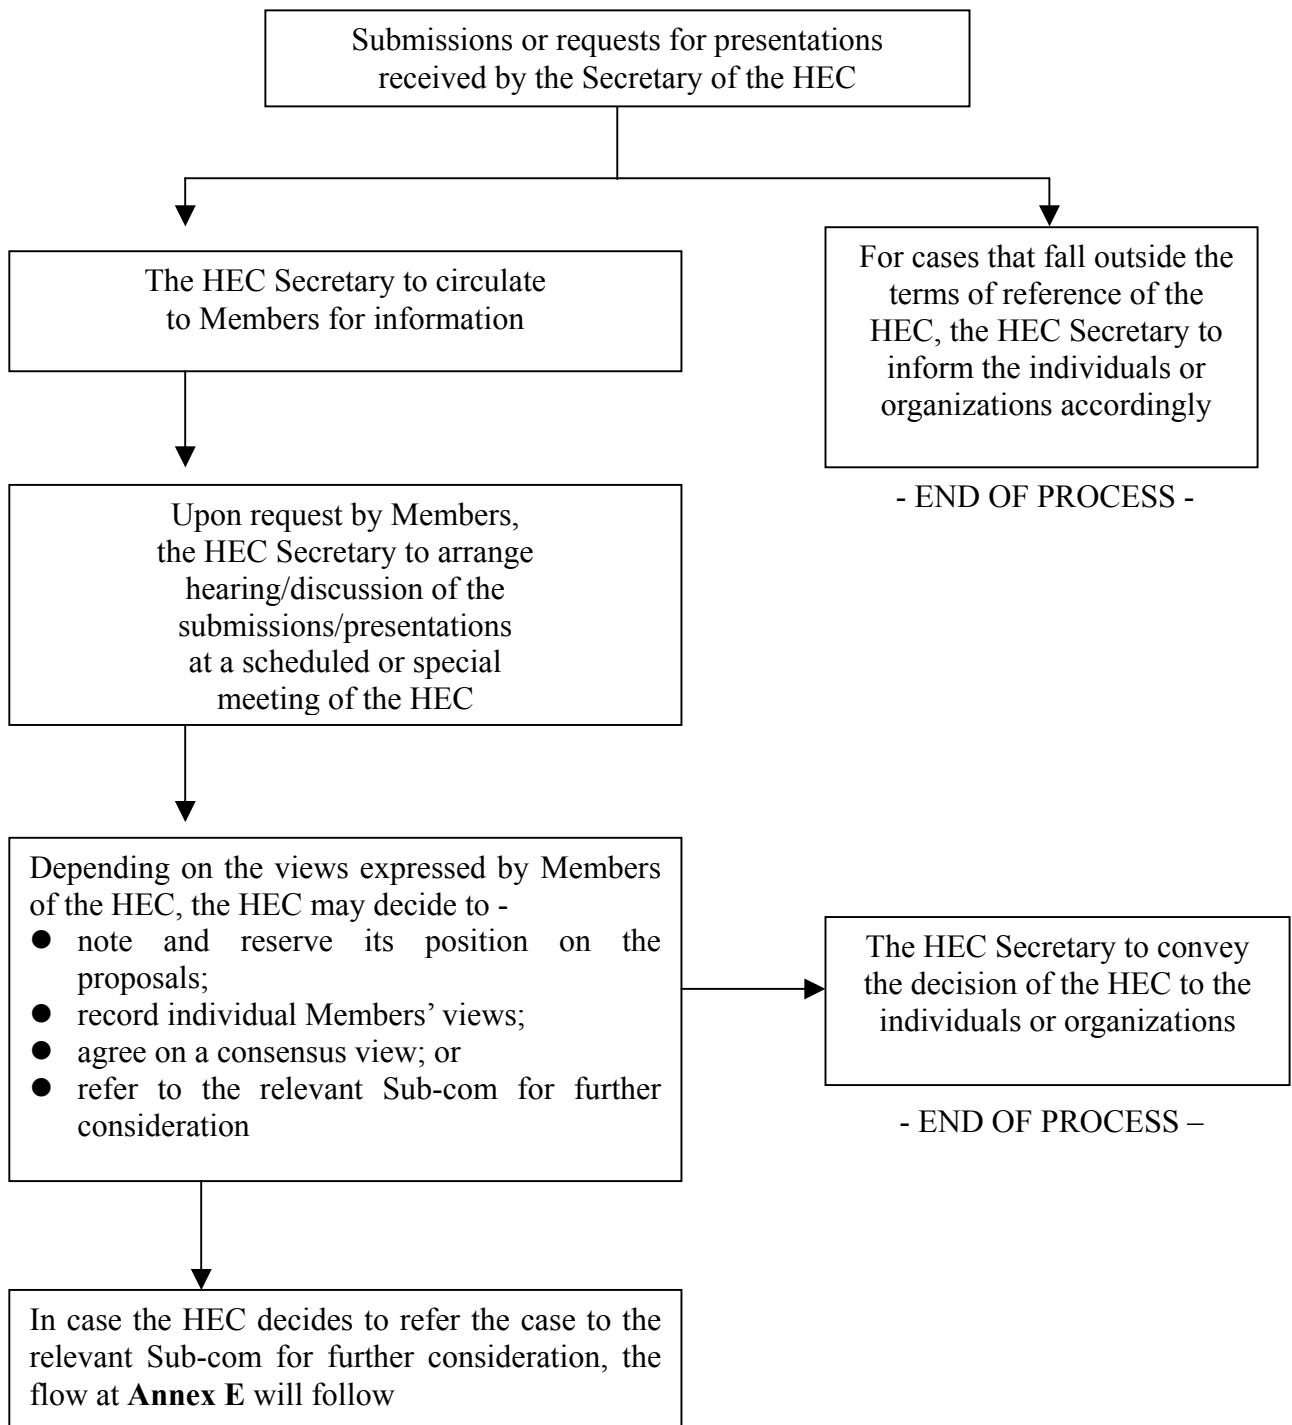 Submissions or requests for presentations
received by the Secretary of the HEC
The HEC Secretary to circulate
to Members for information
For cases that fall outside the
terms of reference of the
HEC, the HEC Secretary to
inform the individuals or
organizations accordingly
- END OF PROCESS -
Upon request by Members,
the HEC Secretary to arrange
hearing/discussion of the
submissions/presentations
at a scheduled or special
meeting of the HEC
Depending on the views expressed by Members
of the HEC, the HEC may decide to -
● note and reserve its position on the
proposals;
● record individual Members’ views;
● agree on a consensus view; or
● refer to the relevant Sub-com for further
consideration
The HEC Secretary to convey
the decision of the HEC to the
individuals or organizations
- END OF PROCESS –
In case the HEC decides to refer the case to the
relevant Sub-com for further consideration, the
flow at Annex E will follow